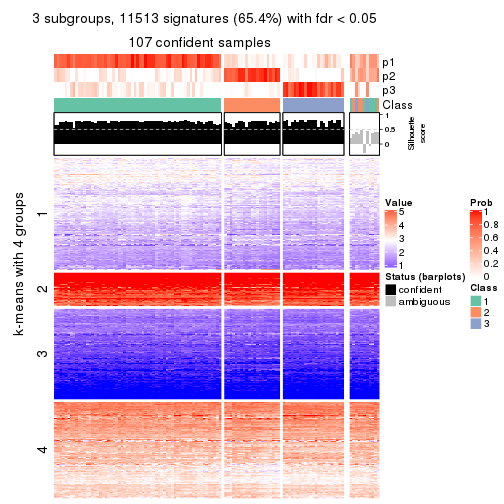 3 subgroups, 11513 signatures (65.4%) with fdr < 0.05
107 confident samples
p1
p2
p3
Class
1
0.5
0
Silhouette
score
k-means with 4 groups
1
2
3
4
Value
5
4
3
2
1
Status (barplots)
confident
ambiguous
Prob
1
0.8
0.6
0.4
0.2
0
Class
1
2
3